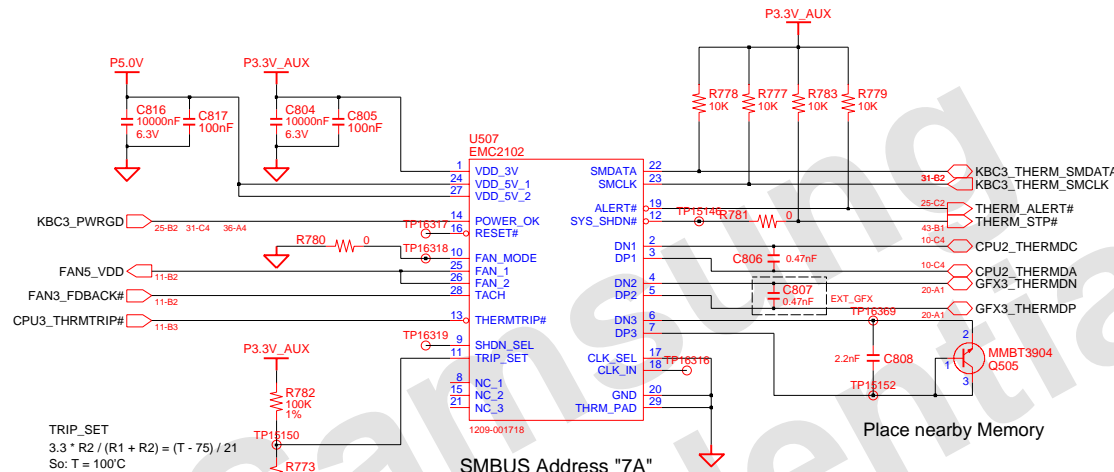 P3.3V_AUX
P5.0V
P3.3V_AUX
C816
10000nF
6.3V
C817
100nF
C804
10000nF
6.3V
C805
100nF
R778
10K
R777
10K
R783
10K
R779
10K
U507
EMC2102
1 VDD_3V
24 VDD_5V_1
27 VDD_5V_2
14 POWER_OK
16 RESET#
10 FAN_MODE
25 FAN_1
26 FAN_2
28 TACH
13 THERMTRIP#
9 SHDN_SEL
11 TRIP_SET
8 NC_1
15 NC_2
21 NC_3
SMDATA 22
SMCLK 23
ALERT# 19
SYS_SHDN# 12
DN1 2
DP1 3
DN2 4
DP2 5
DN3 6
DP3 7
CLK_SEL 17
CLK_IN 18
GND 20
THRM_PAD 29
1209-001718
KBC3_PWRGD
25-B2 31-C4 36-A4
TP16317
R780 0
TP16318
FAN5_VDD
11-B2
FAN3_FDBACK#
11-B2
CPU3_THRMTRIP#
11-B3
TP16319
P3.3V_AUX
R782
100K
1%
TP15150
R773
TRIP_SET
3.3 * R2 / (R1 + R2) = (T - 75) / 21
So: T = 100'C
KBC3_THERM_SMDATA
31-B2
KBC3_THERM_SMCLK
THERM_ALERT#
25-C2
TP15146
R781 0
THERM_STP#
43-B1
CPU2_THERMDC
10-C4
C806 0.47nF
CPU2_THERMDA
10-C4
GFX3_THERMDN
20-A1
C807
0.47nF
EXT_GFX
GFX3_THERMDP
20-A1
TP16369
2.2nF C808
TP15152
TP16316
2
1
3
MMBT3904
Q505
Place nearby Memory
SMBUS Address "7A"
Samsung